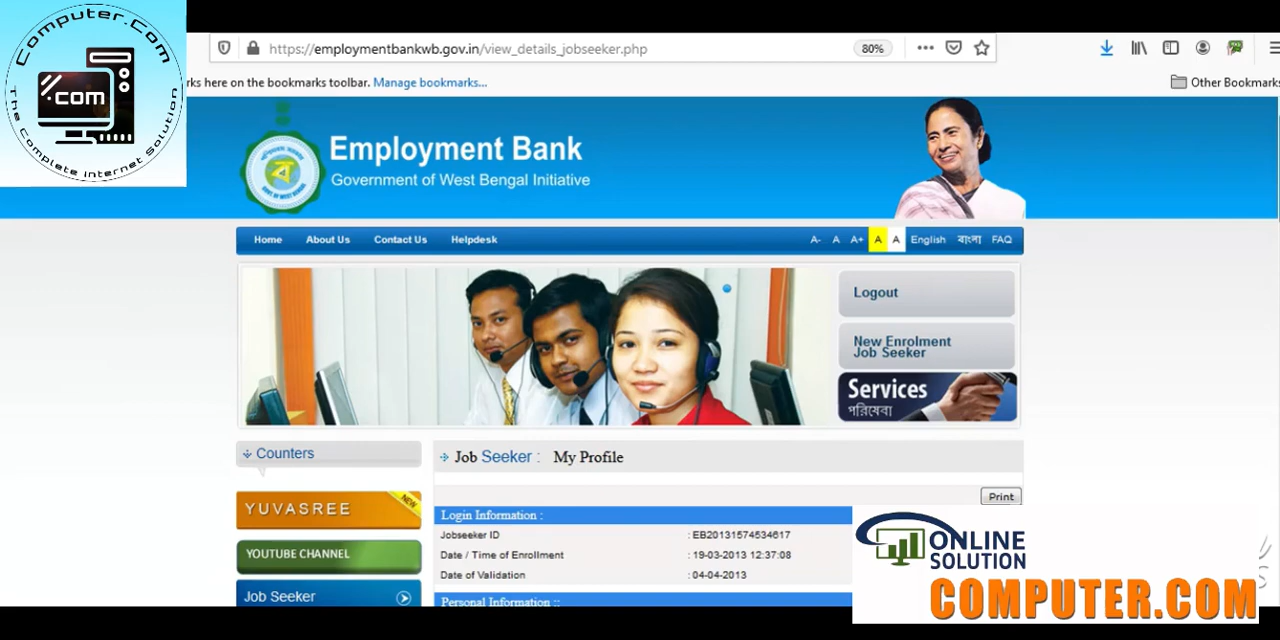 Computer.Com
.com
The Complete Internet Solution
https://employmentbankwb.gov.in/view_details_jobseeker.php
80%
rks here on the bookmarks toolbar. Manage bookmarks...
Other Bookmarks
Employment Bank
Government of West Bengal Initiative
ব
Home
About Us
Contact Us
Helpdesk
A-
A
A+
A
A
English
বাংলা
FAQ
Logout
New Enrolment
Job Seeker
Services
পরিষেবা
Counters
Job Seeker : My Profile
YUVASREE
NEW
Print
Login Information :
Jobseeker ID : EB20131574534617
YOUTUBE CHANNEL
Date / Time of Enrollment : 19-03-2013 12:37:08
Date of Validation : 04-04-2013
Job Seeker
Personal Information ::
ONLINE
SOLUTION
COMPUTER.COM